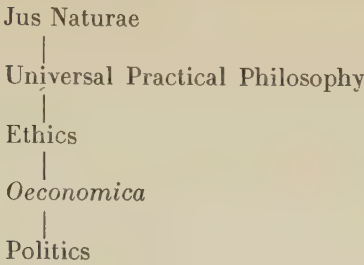 Jus Naturae
Universal Practical Philosophy
Ethics
Oeconomica
Politics